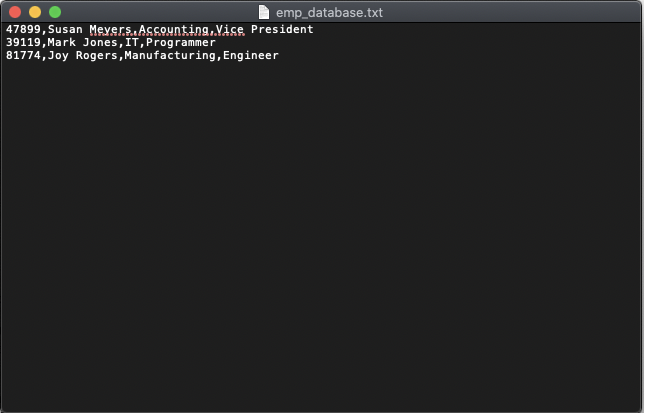 emp_database.txt
47899,Susan Meyers,Accounting,Vice President
39119,Mark Jones,IT,Programmer
81774,Joy Rogers,Manufacturing,Engineer